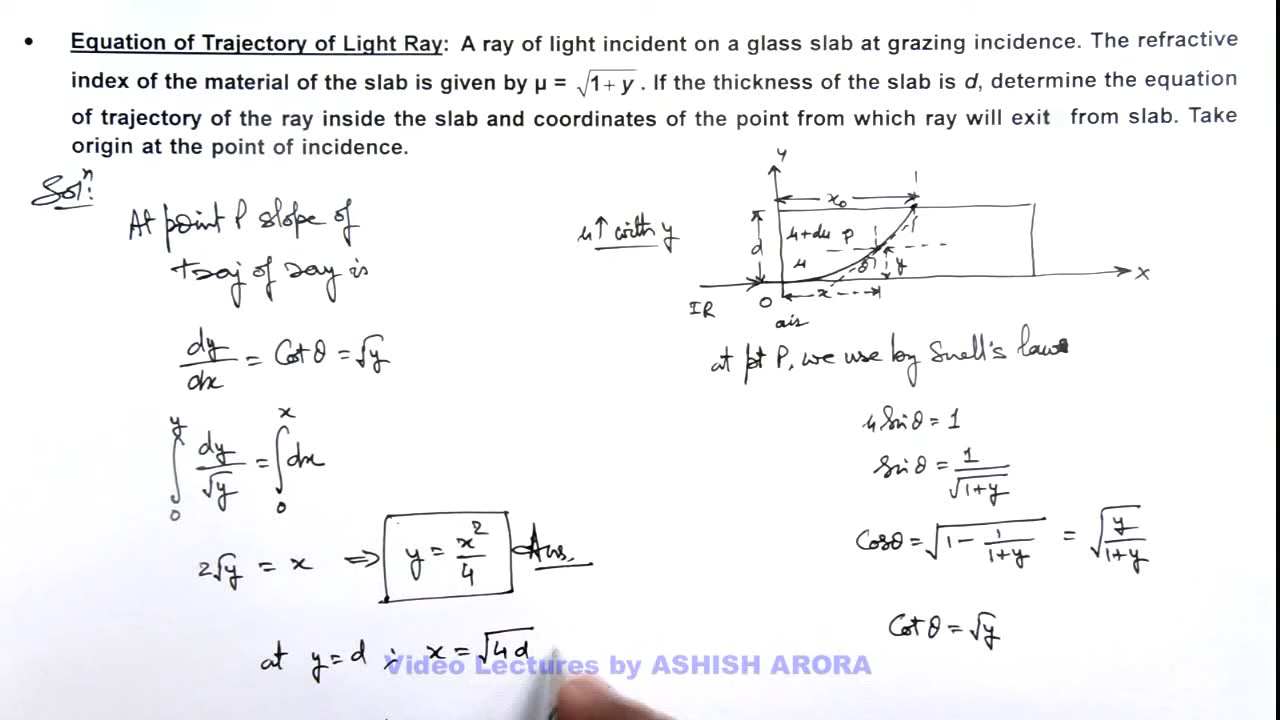 • Equation of Trajectory of Light Ray: A ray of light incident on a glass slab at grazing incidence. The refractive
index of the material of the slab is given by μ = √(1+ y) . If the thickness of the slab is d, determine the equation
of trajectory of the ray inside the slab and coordinates of the point from which ray will exit from slab. Take
origin at the point of incidence.
Solⁿ:
At point P slope of
traj of ray is
dy/dx = Cot θ = √y
∫₀^y dy/√y = ∫₀^x dx
2√y = x ⇒ y = x²/4 Ans.
at y = d ; x = √4d
μ↑ with y
y
x₀
d
μ+dμ P
μ
θ
y
x
O
x
IR
air
at pt P, we use by Snell's law
μ Sin θ = 1
Sin θ = 1/√(1+y)
Cos θ = √(1 - 1/(1+y)) = √(y/(1+y))
Cot θ = √y
Video Lectures by ASHISH ARORA